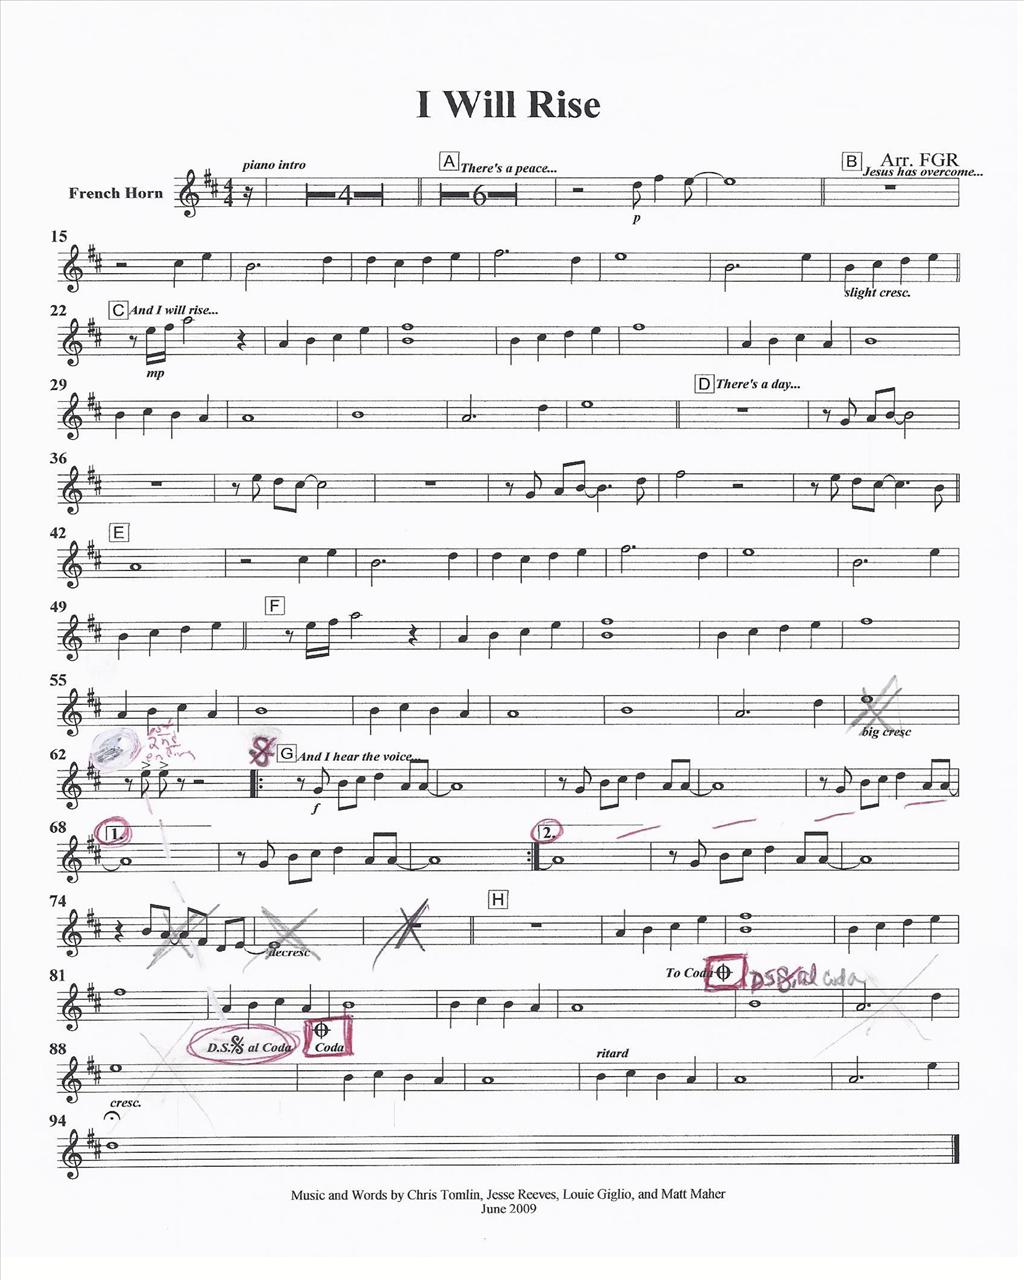 I Will Rise
Arr. FGR
French Horn
piano intro
4
4
4
A There's a peace...
6
p
B Jesus has overcome...
15
slight cresc.
22
C And I will rise...
mp
29
D There's a day...
36
42
E
49
F
55
big cresc
62
G And I hear the voice...
f
68
1.
2.
74
decresc
H
81
To Coda
D.S. al Coda
D.S. al Coda
Coda
88
cresc.
ritard
94
Music and Words by Chris Tomlin, Jesse Reeves, Louie Giglio, and Matt Maher
June 2009